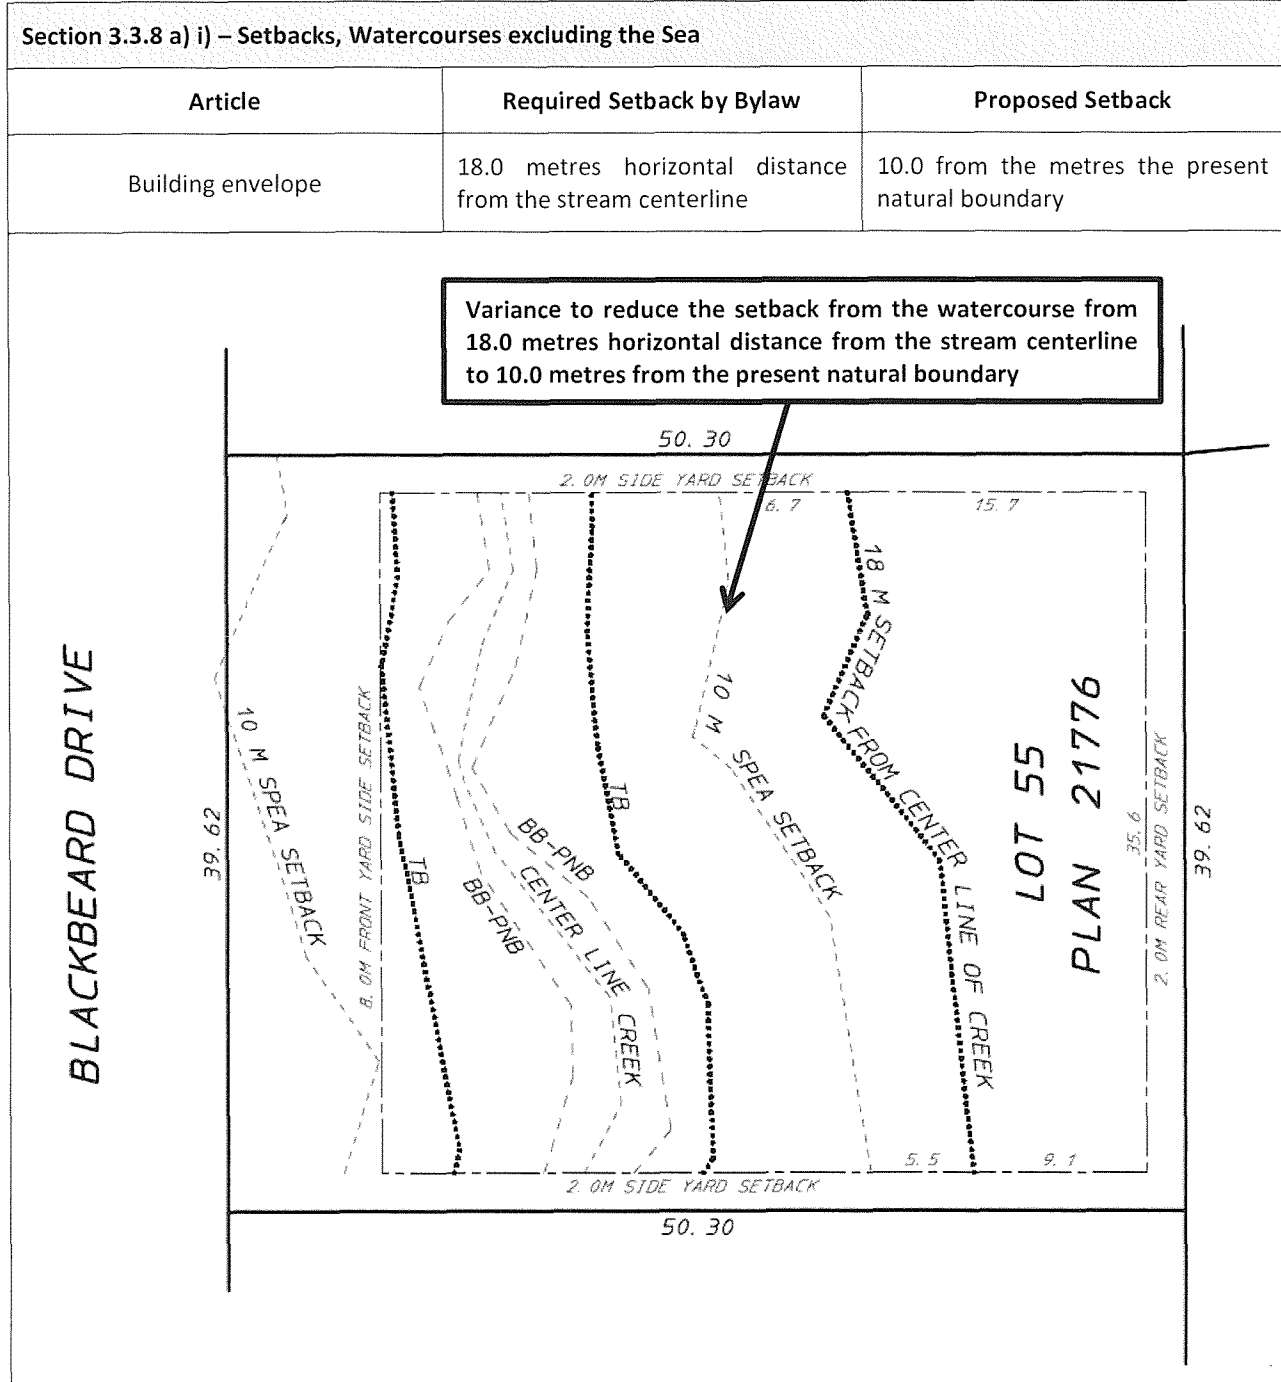 Section 3.3.8 a) i) – Setbacks, Watercourses excluding the Sea
Article
Required Setback by Bylaw
Proposed Setback
Building envelope
18.0 metres horizontal distance
from the stream centerline
10.0 from the metres the present
natural boundary
Variance to reduce the setback from the watercourse from
18.0 metres horizontal distance from the stream centerline
to 10.0 metres from the present natural boundary
50.30
2.0M SIDE YARD SETBACK
6.7
15.7
18 M SETBACK FROM CENTER LINE OF CREEK
10 M SPEA SETBACK
BLACKBEARD DRIVE
39.62
10 M SPEA SETBACK
8.0M FRONT YARD SIDE SETBACK
TB
BB-PNB
CENTER LINE CREEK
BB-PNB
TB
LOT 55
PLAN 21776
35.6
2.0M REAR YARD SETBACK
39.62
5.5
9.1
2.0M SIDE YARD SETBACK
50.30